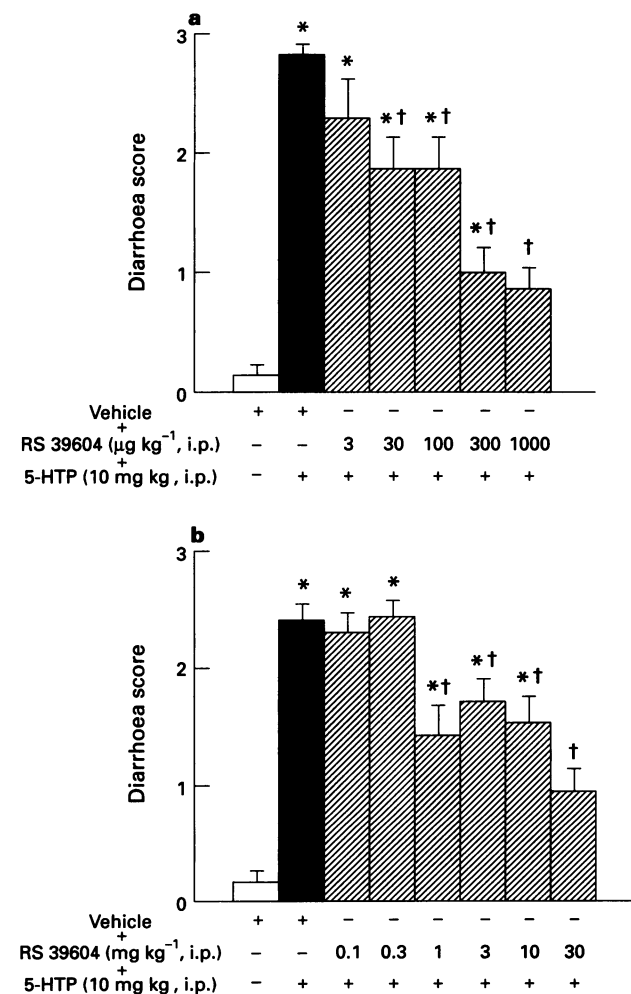 a
3
*
*
*† *†
2
*†
†
1
0
Diarrhoea score
Vehicle + + − − − − −
+
RS 39604 (μg kg⁻¹, i.p.) − − 3 30 100 300 1000
+
5-HTP (10 mg kg , i.p.) − + + + + + +
b
3
* * *
2
*† *† *†
†
1
0
Diarrhoea score
Vehicle + + − − − − − −
+
RS 39604 (mg kg⁻¹, i.p.) − − 0.1 0.3 1 3 10 30
+
5-HTP (10 mg kg , i.p.) − + + + + + + +